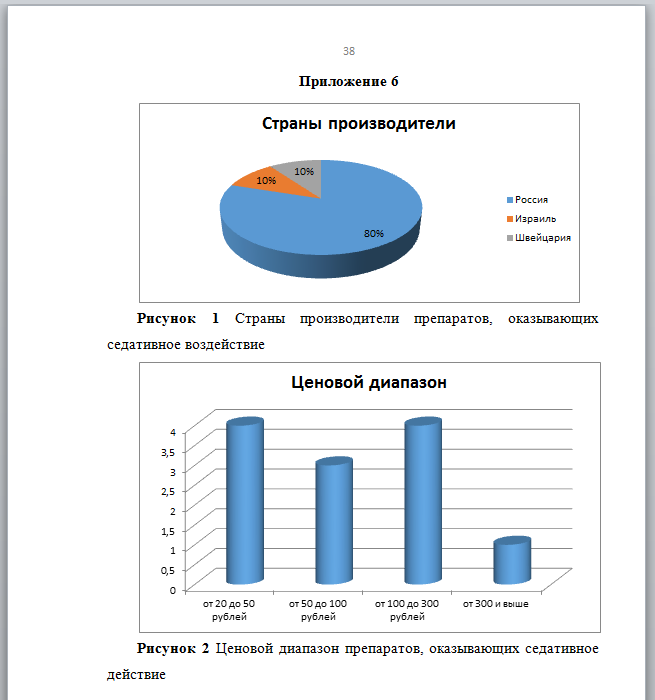 38
Приложение 6
Страны производители
10%
10%
80%
Россия
Израиль
Швейцария
Рисунок 1 Страны производители препаратов, оказывающих
седативное воздействие
Ценовой диапазон
4
3,5
3
2,5
2
1,5
1
0,5
0
от 20 до 50 от 50 до 100 от 100 до 300 от 300 и выше
рублей рублей рублей
Рисунок 2 Ценовой диапазон препаратов, оказывающих седативное
действие